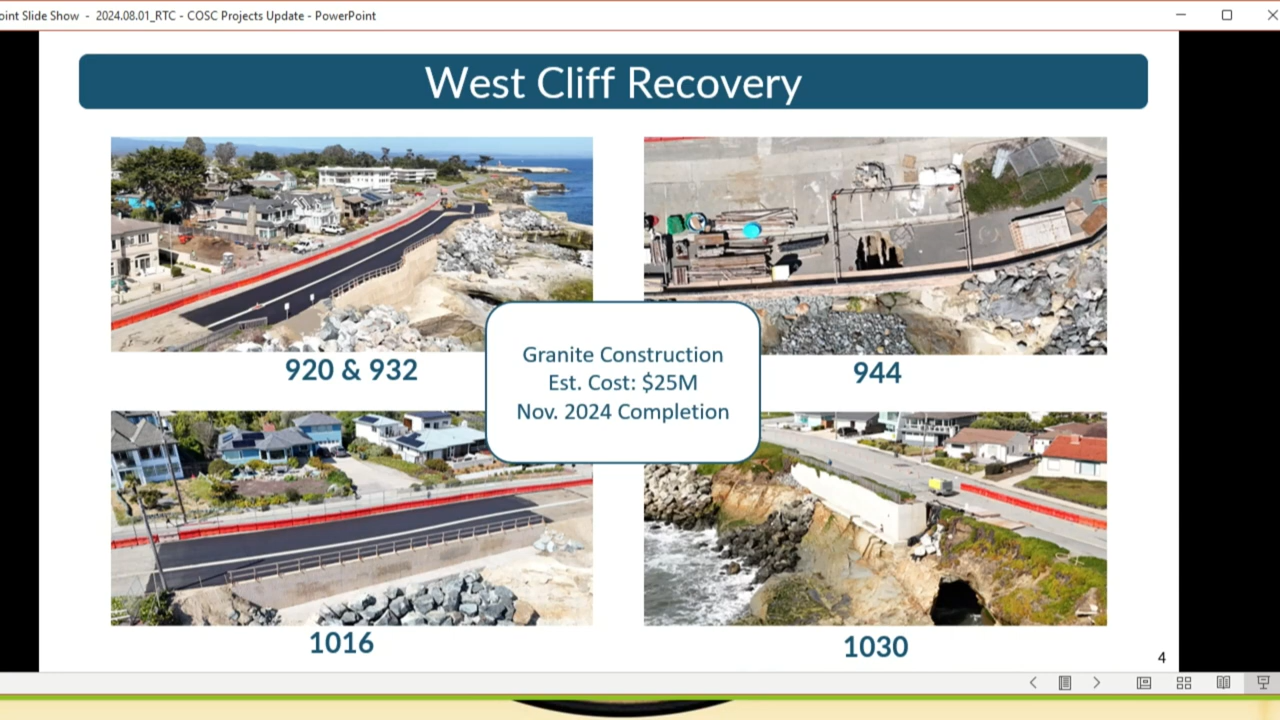 oint Slide Show - 2024.08.01_RTC - COSC Projects Update - PowerPoint
West Cliff Recovery
920 & 932
944
Granite Construction
Est. Cost: $25M
Nov. 2024 Completion
1016
1030
4